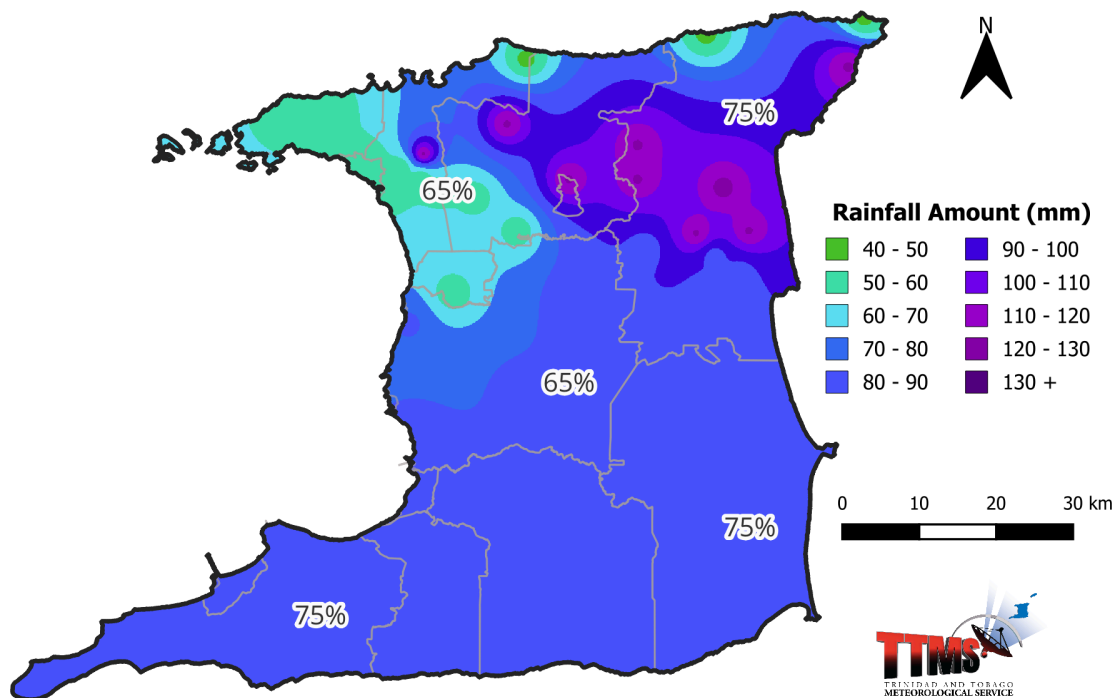 N
75%
65%
Rainfall Amount (mm)
40 - 50
90 - 100
50 - 60
100 - 110
60 - 70
110 - 120
70 - 80
120 - 130
80 - 90
130 +
65%
0 10 20 30 km
75%
75%
TTMS
TRINIDAD AND TOBAGO
METEOROLOGICAL SERVICE